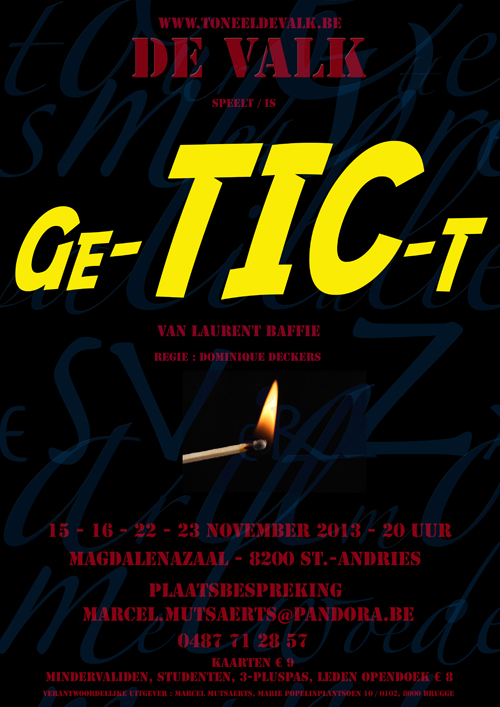 WWW.TONEELDEVALK.BE
DE VALK
SPEELT / IS
GE-TIC-T
VAN LAURENT BAFFIE
REGIE : DOMINIQUE DECKERS
15 - 16 - 22 - 23 NOVEMBER 2013 - 20 UUR
MAGDALENAZAAL - 8200 ST.-ANDRIES
PLAATSBESPREKING
MARCEL.MUTSAERTS@PANDORA.BE
0487 71 28 57
KAARTEN € 9
MINDERVALIDEN, STUDENTEN, 3-PLUSPAS, LEDEN OPENDOEK € 8
VERANTWOORDELIJKE UITGEVER : MARCEL MUTSAERS, MARIE POPELINPLANTSOEN 10 / 0102, 8000 BRUGGE